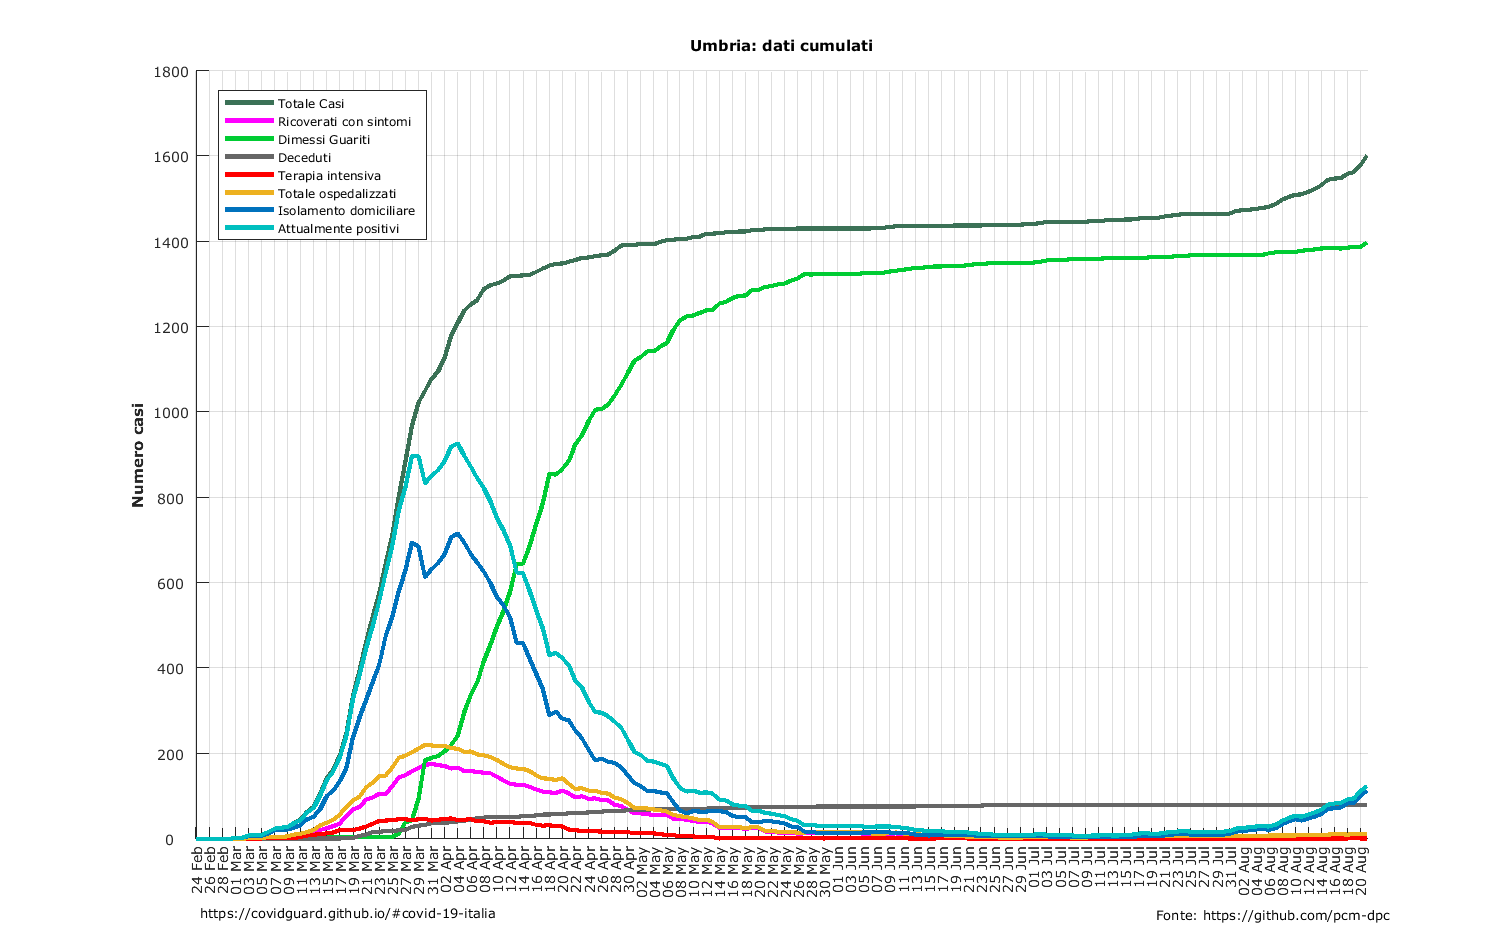 Umbria: dati cumulati
1800
1600
1400
1200
1000
800
600
400
200
0
Numero casi
Totale Casi
Ricoverati con sintomi
Dimessi Guariti
Deceduti
Terapia intensiva
Totale ospedalizzati
Isolamento domiciliare
Attualmente positivi
24 Feb
26 Feb
28 Feb
01 Mar
03 Mar
05 Mar
07 Mar
09 Mar
11 Mar
13 Mar
15 Mar
17 Mar
19 Mar
21 Mar
23 Mar
25 Mar
27 Mar
29 Mar
31 Mar
02 Apr
04 Apr
06 Apr
08 Apr
10 Apr
12 Apr
14 Apr
16 Apr
18 Apr
20 Apr
22 Apr
24 Apr
26 Apr
28 Apr
30 Apr
02 May
04 May
06 May
08 May
10 May
12 May
14 May
16 May
18 May
20 May
22 May
24 May
26 May
28 May
30 May
01 Jun
03 Jun
05 Jun
07 Jun
09 Jun
11 Jun
13 Jun
15 Jun
17 Jun
19 Jun
21 Jun
23 Jun
25 Jun
27 Jun
29 Jun
01 Jul
03 Jul
05 Jul
07 Jul
09 Jul
11 Jul
13 Jul
15 Jul
17 Jul
19 Jul
21 Jul
23 Jul
25 Jul
27 Jul
29 Jul
31 Jul
02 Aug
04 Aug
06 Aug
08 Aug
10 Aug
12 Aug
14 Aug
16 Aug
18 Aug
20 Aug
https://covidguard.github.io/#covid-19-italia
Fonte: https://github.com/pcm-dpc